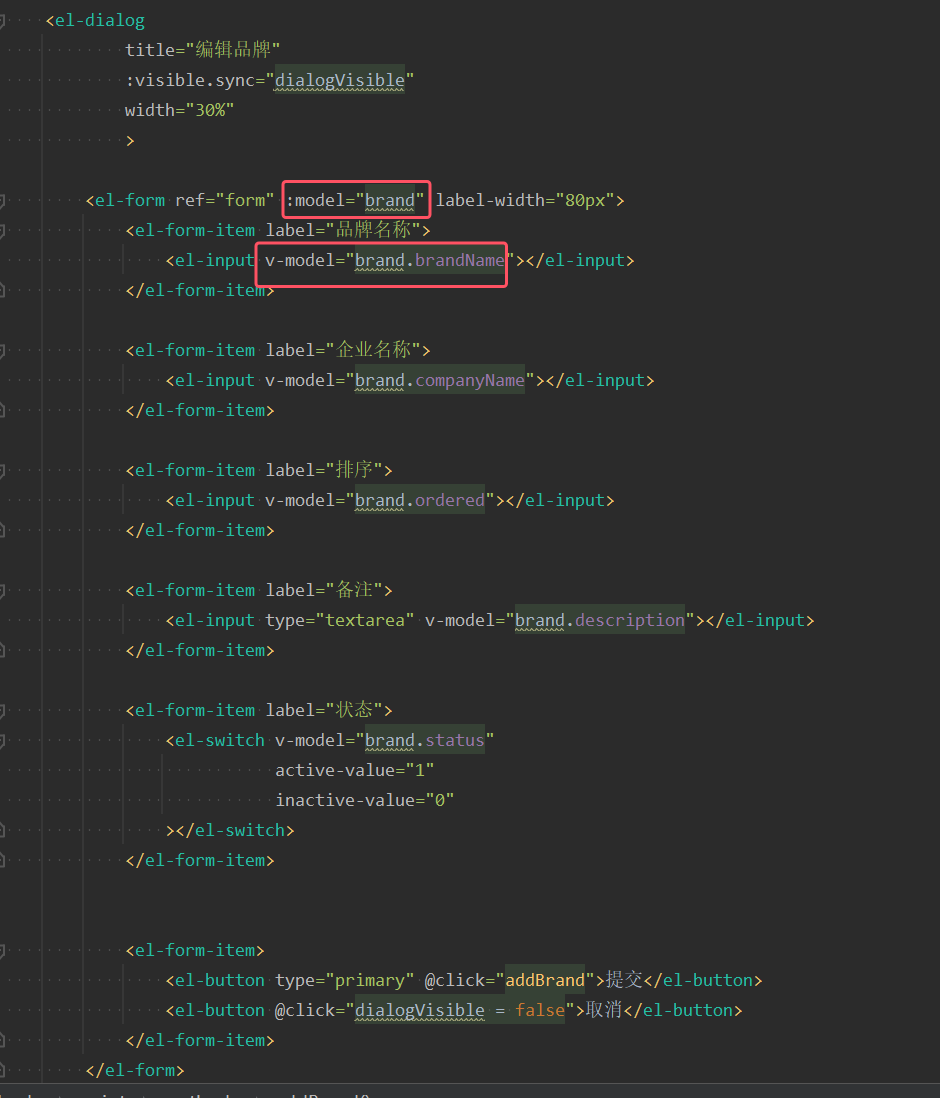 <el-dialog
title="编辑品牌"
:visible.sync="dialogVisible"
width="30%"
>
<el-form ref="form" :model="brand" label-width="80px">
<el-form-item label="品牌名称">
<el-input v-model="brand.brandName"></el-input>
</el-form-item>
<el-form-item label="企业名称">
<el-input v-model="brand.companyName"></el-input>
</el-form-item>
<el-form-item label="排序">
<el-input v-model="brand.ordered"></el-input>
</el-form-item>
<el-form-item label="备注">
<el-input type="textarea" v-model="brand.description"></el-input>
</el-form-item>
<el-form-item label="状态">
<el-switch v-model="brand.status"
active-value="1"
inactive-value="0"
></el-switch>
</el-form-item>
<el-form-item>
<el-button type="primary" @click="addBrand">提交</el-button>
<el-button @click="dialogVisible = false">取消</el-button>
</el-form-item>
</el-form>